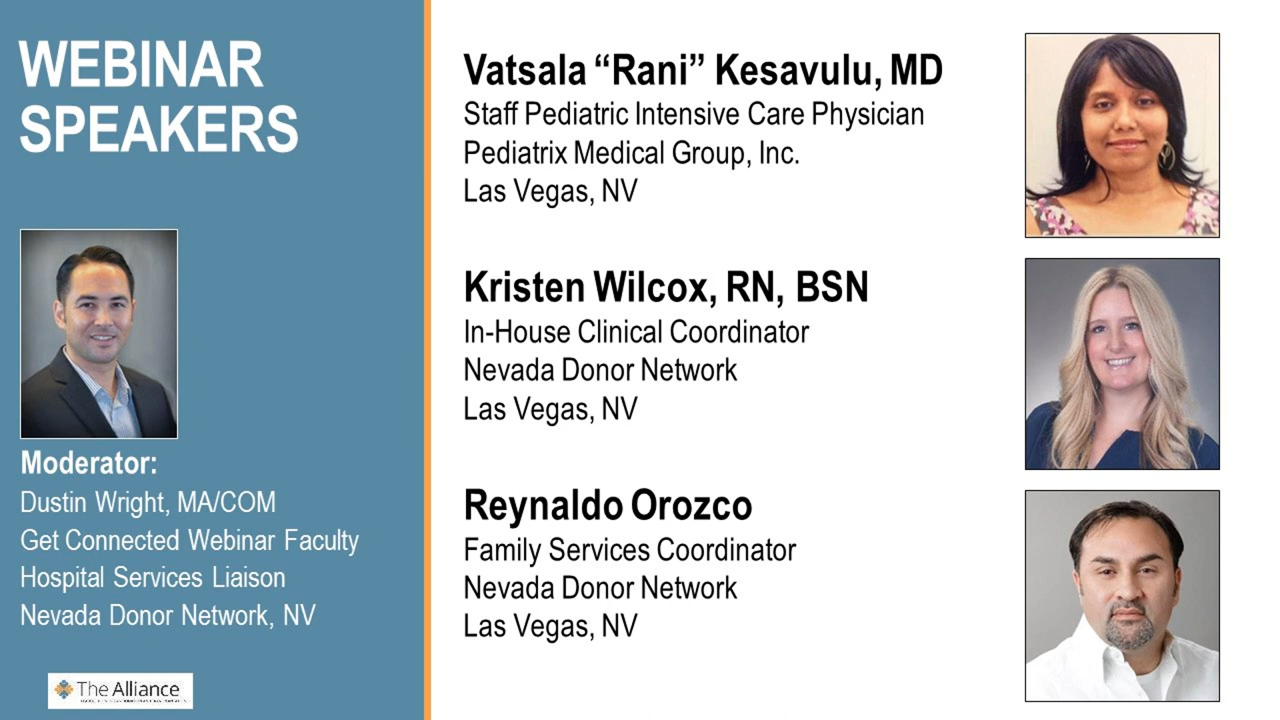 WEBINAR
SPEAKERS
Moderator:
Dustin Wright, MA/COM
Get Connected Webinar Faculty
Hospital Services Liaison
Nevada Donor Network, NV
The Alliance
Vatsala “Rani” Kesavulu, MD
Staff Pediatric Intensive Care Physician
Pediatrix Medical Group, Inc.
Las Vegas, NV
Kristen Wilcox, RN, BSN
In-House Clinical Coordinator
Nevada Donor Network
Las Vegas, NV
Reynaldo Orozco
Family Services Coordinator
Nevada Donor Network
Las Vegas, NV